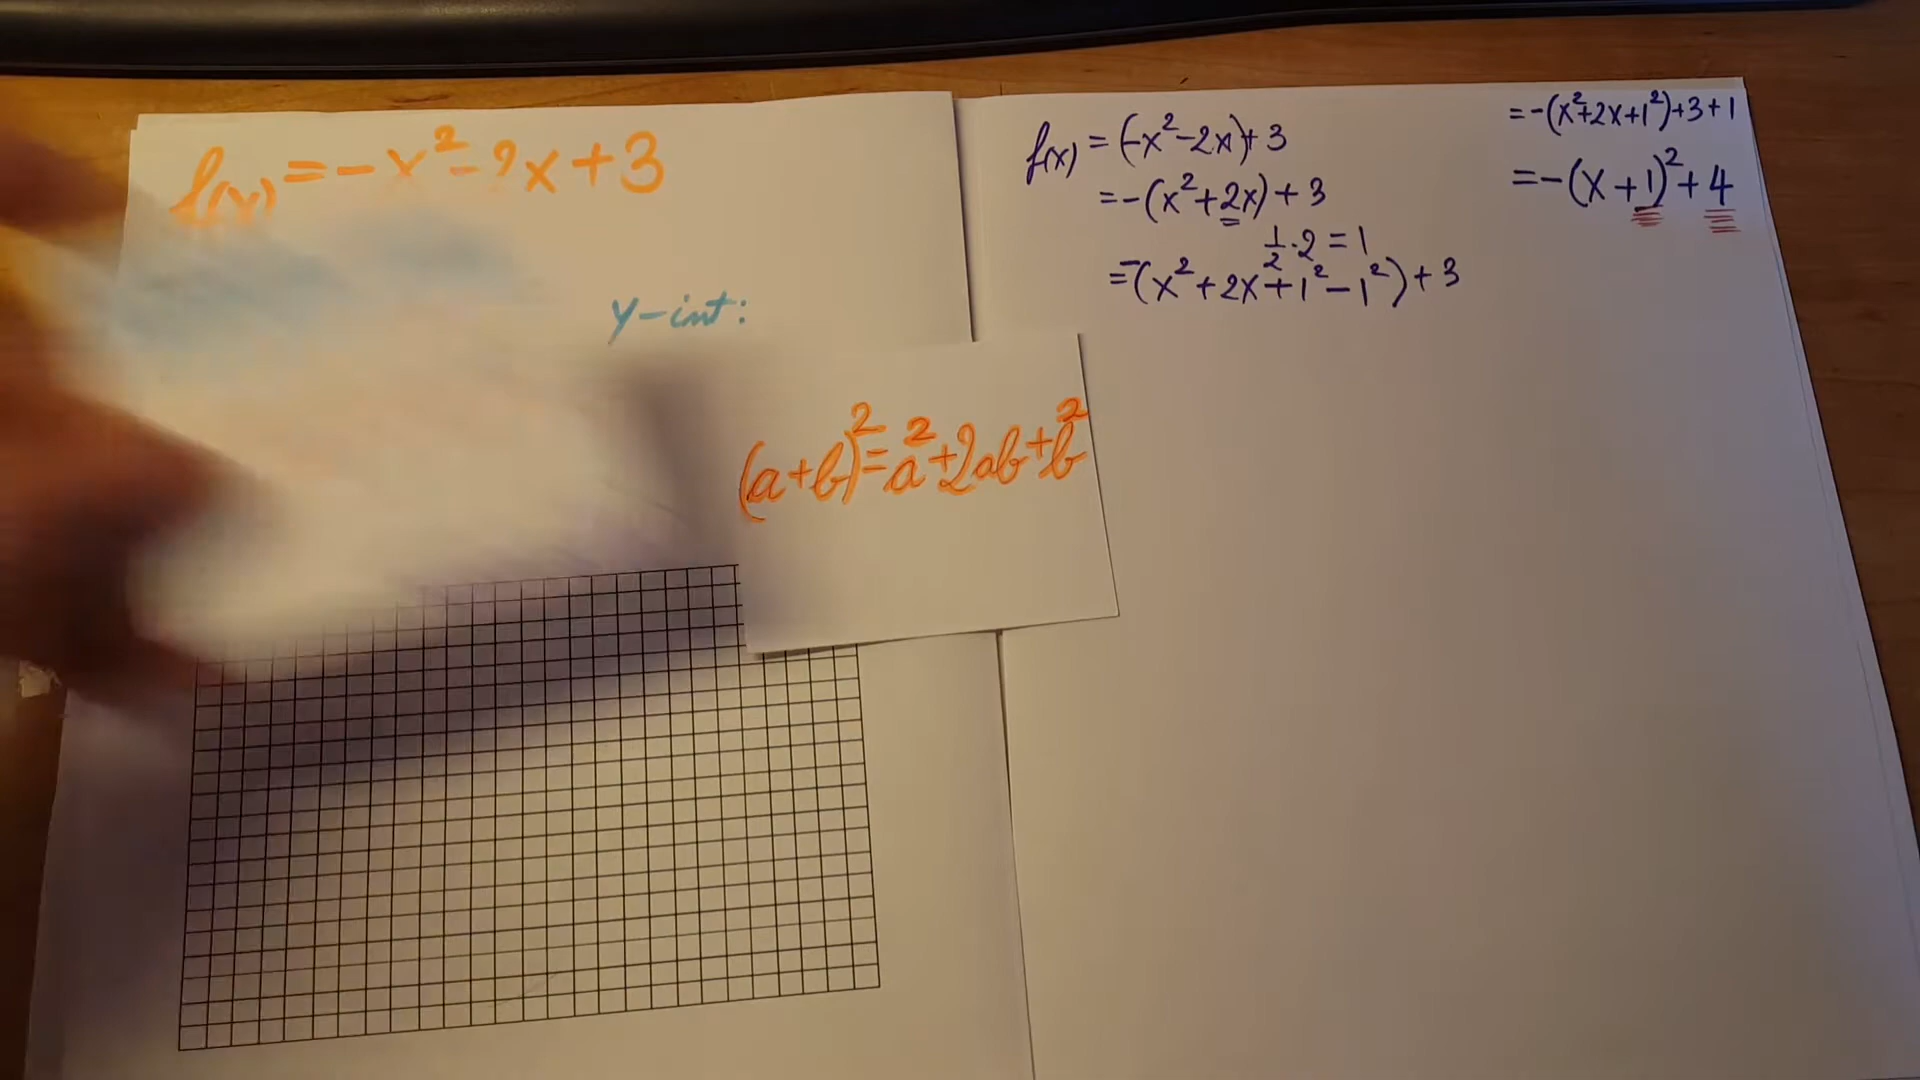 f(x) = -x² - 2x + 3
y-int:
(a+b)² = a² + 2ab + b²
f(x) = (-x² - 2x) + 3
= -(x² + 2x) + 3
1/2 · 2 = 1
= -(x² + 2x + 1² - 1²) + 3
= -(x² + 2x + 1²) + 3 + 1
= -(x + 1)² + 4